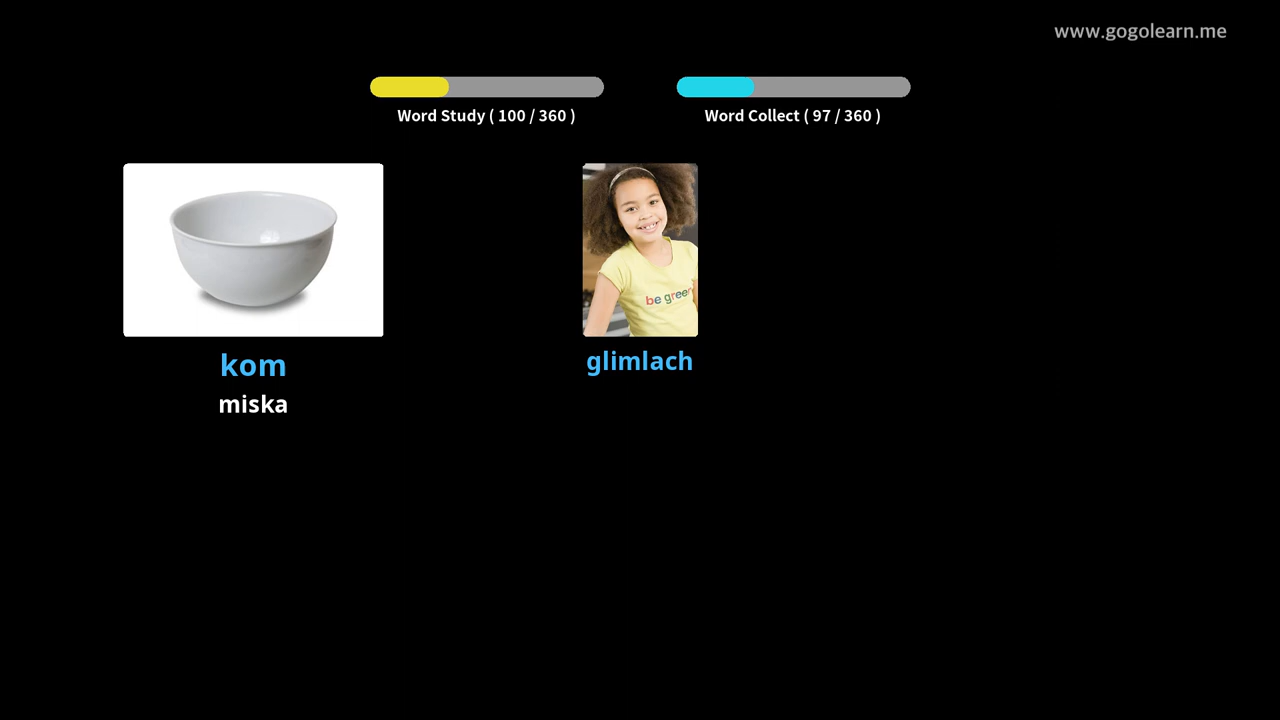 www.gogolearn.me
Word Study ( 100 / 360 )
Word Collect ( 97 / 360 )
be green
kom
glimlach
miska